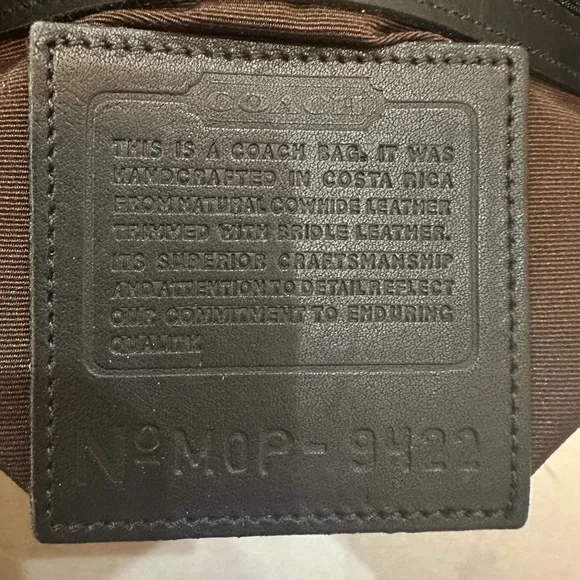 COACH
THIS IS A COACH BAG. IT WAS
HANDCRAFTED IN COSTA RICA
FROM NATURAL COWHIDE LEATHER
TRIMMED WITH BRIDLE LEATHER.
ITS SUPERIOR CRAFTSMANSHIP
AND ATTENTION TO DETAIL REFLECT
OUR COMMITMENT TO ENDURING
QUALITY.
Nº MOP-9422